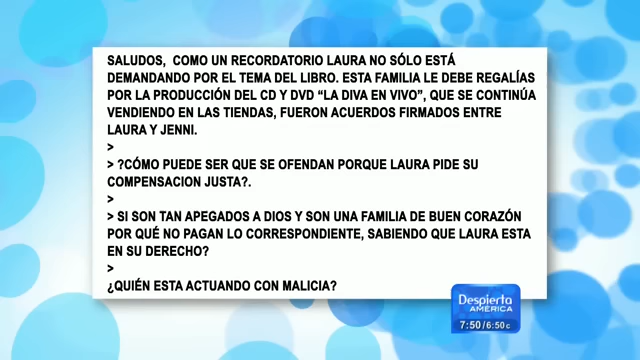 SALUDOS, COMO UN RECORDATORIO LAURA NO SÓLO ESTÁ
DEMANDANDO POR EL TEMA DEL LIBRO. ESTA FAMILIA LE DEBE REGALÍAS
POR LA PRODUCCIÓN DEL CD Y DVD “LA DIVA EN VIVO”, QUE SE CONTINÚA
VENDIENDO EN LAS TIENDAS, FUERON ACUERDOS FIRMADOS ENTRE
LAURA Y JENNI.
>
> ?CÓMO PUEDE SER QUE SE OFENDAN PORQUE LAURA PIDE SU
COMPENSACION JUSTA?.
>
> SI SON TAN APEGADOS A DIOS Y SON UNA FAMILIA DE BUEN CORAZÓN
POR QUÉ NO PAGAN LO CORRESPONDIENTE, SABIENDO QUE LAURA ESTA
EN SU DERECHO?
>
¿QUIÉN ESTA ACTUANDO CON MALICIA?
Despierta
AMÉRICA
7:50/6:50c